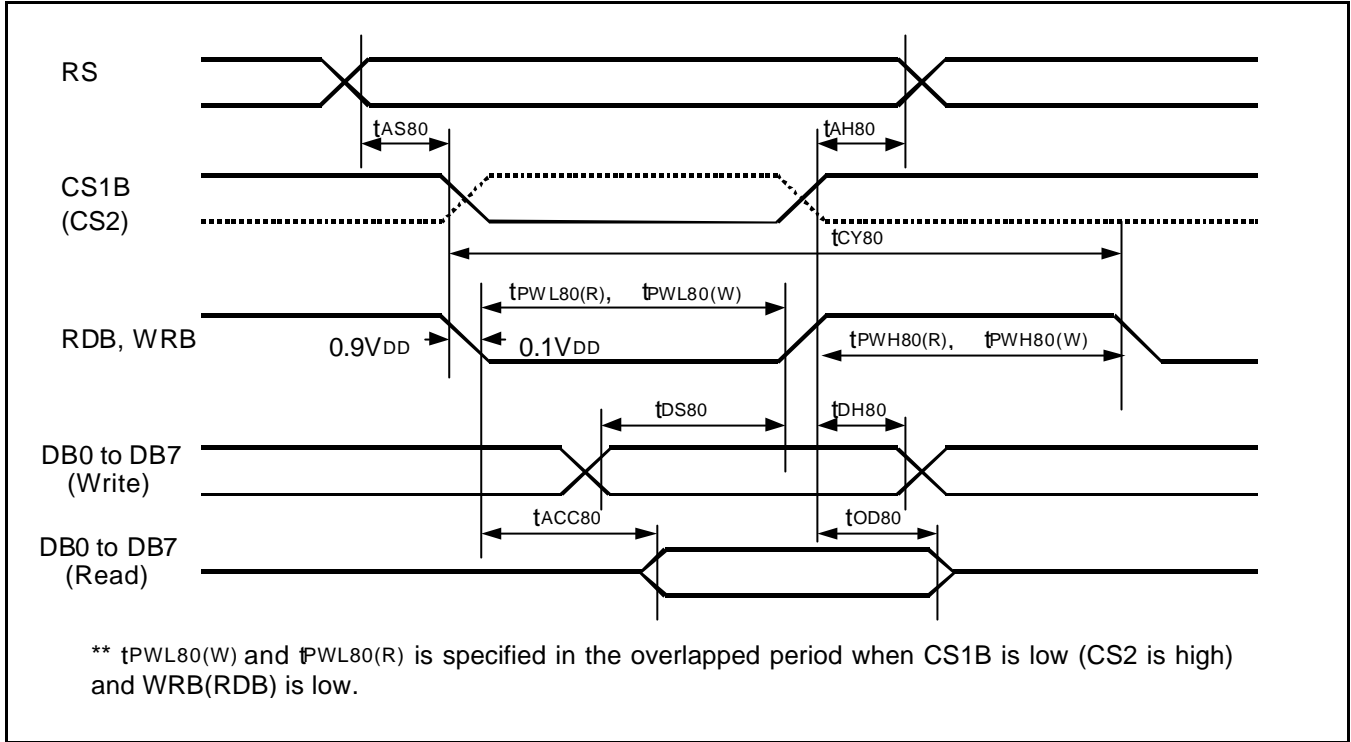 RS
tAS80 tAH80
CS1B
(CS2)
tCY80
tPWL80(R), tPWL80(W)
RDB, WRB 0.9VDD 0.1VDD tPWH80(R), tPWH80(W)
tDS80 tDH80
DB0 to DB7
(Write)
tACC80 tOD80
DB0 to DB7
(Read)
** tPWL80(W) and tPWL80(R) is specified in the overlapped period when CS1B is low (CS2 is high)
and WRB(RDB) is low.